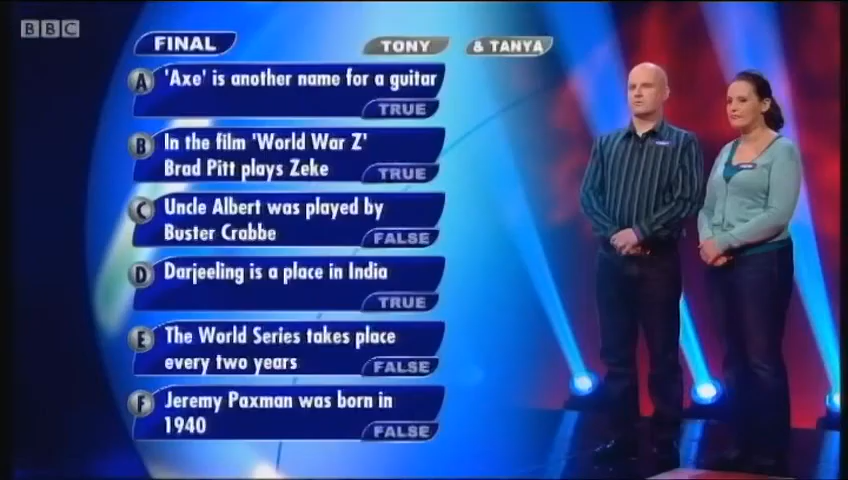 BBC
FINAL
TONY
& TANYA
A
'Axe' is another name for a guitar
TRUE
B
In the film 'World War Z'
Brad Pitt plays Zeke
TRUE
C
Uncle Albert was played by
Buster Crabbe
FALSE
D
Darjeeling is a place in India
TRUE
E
The World Series takes place
every two years
FALSE
F
Jeremy Paxman was born in
1940
FALSE